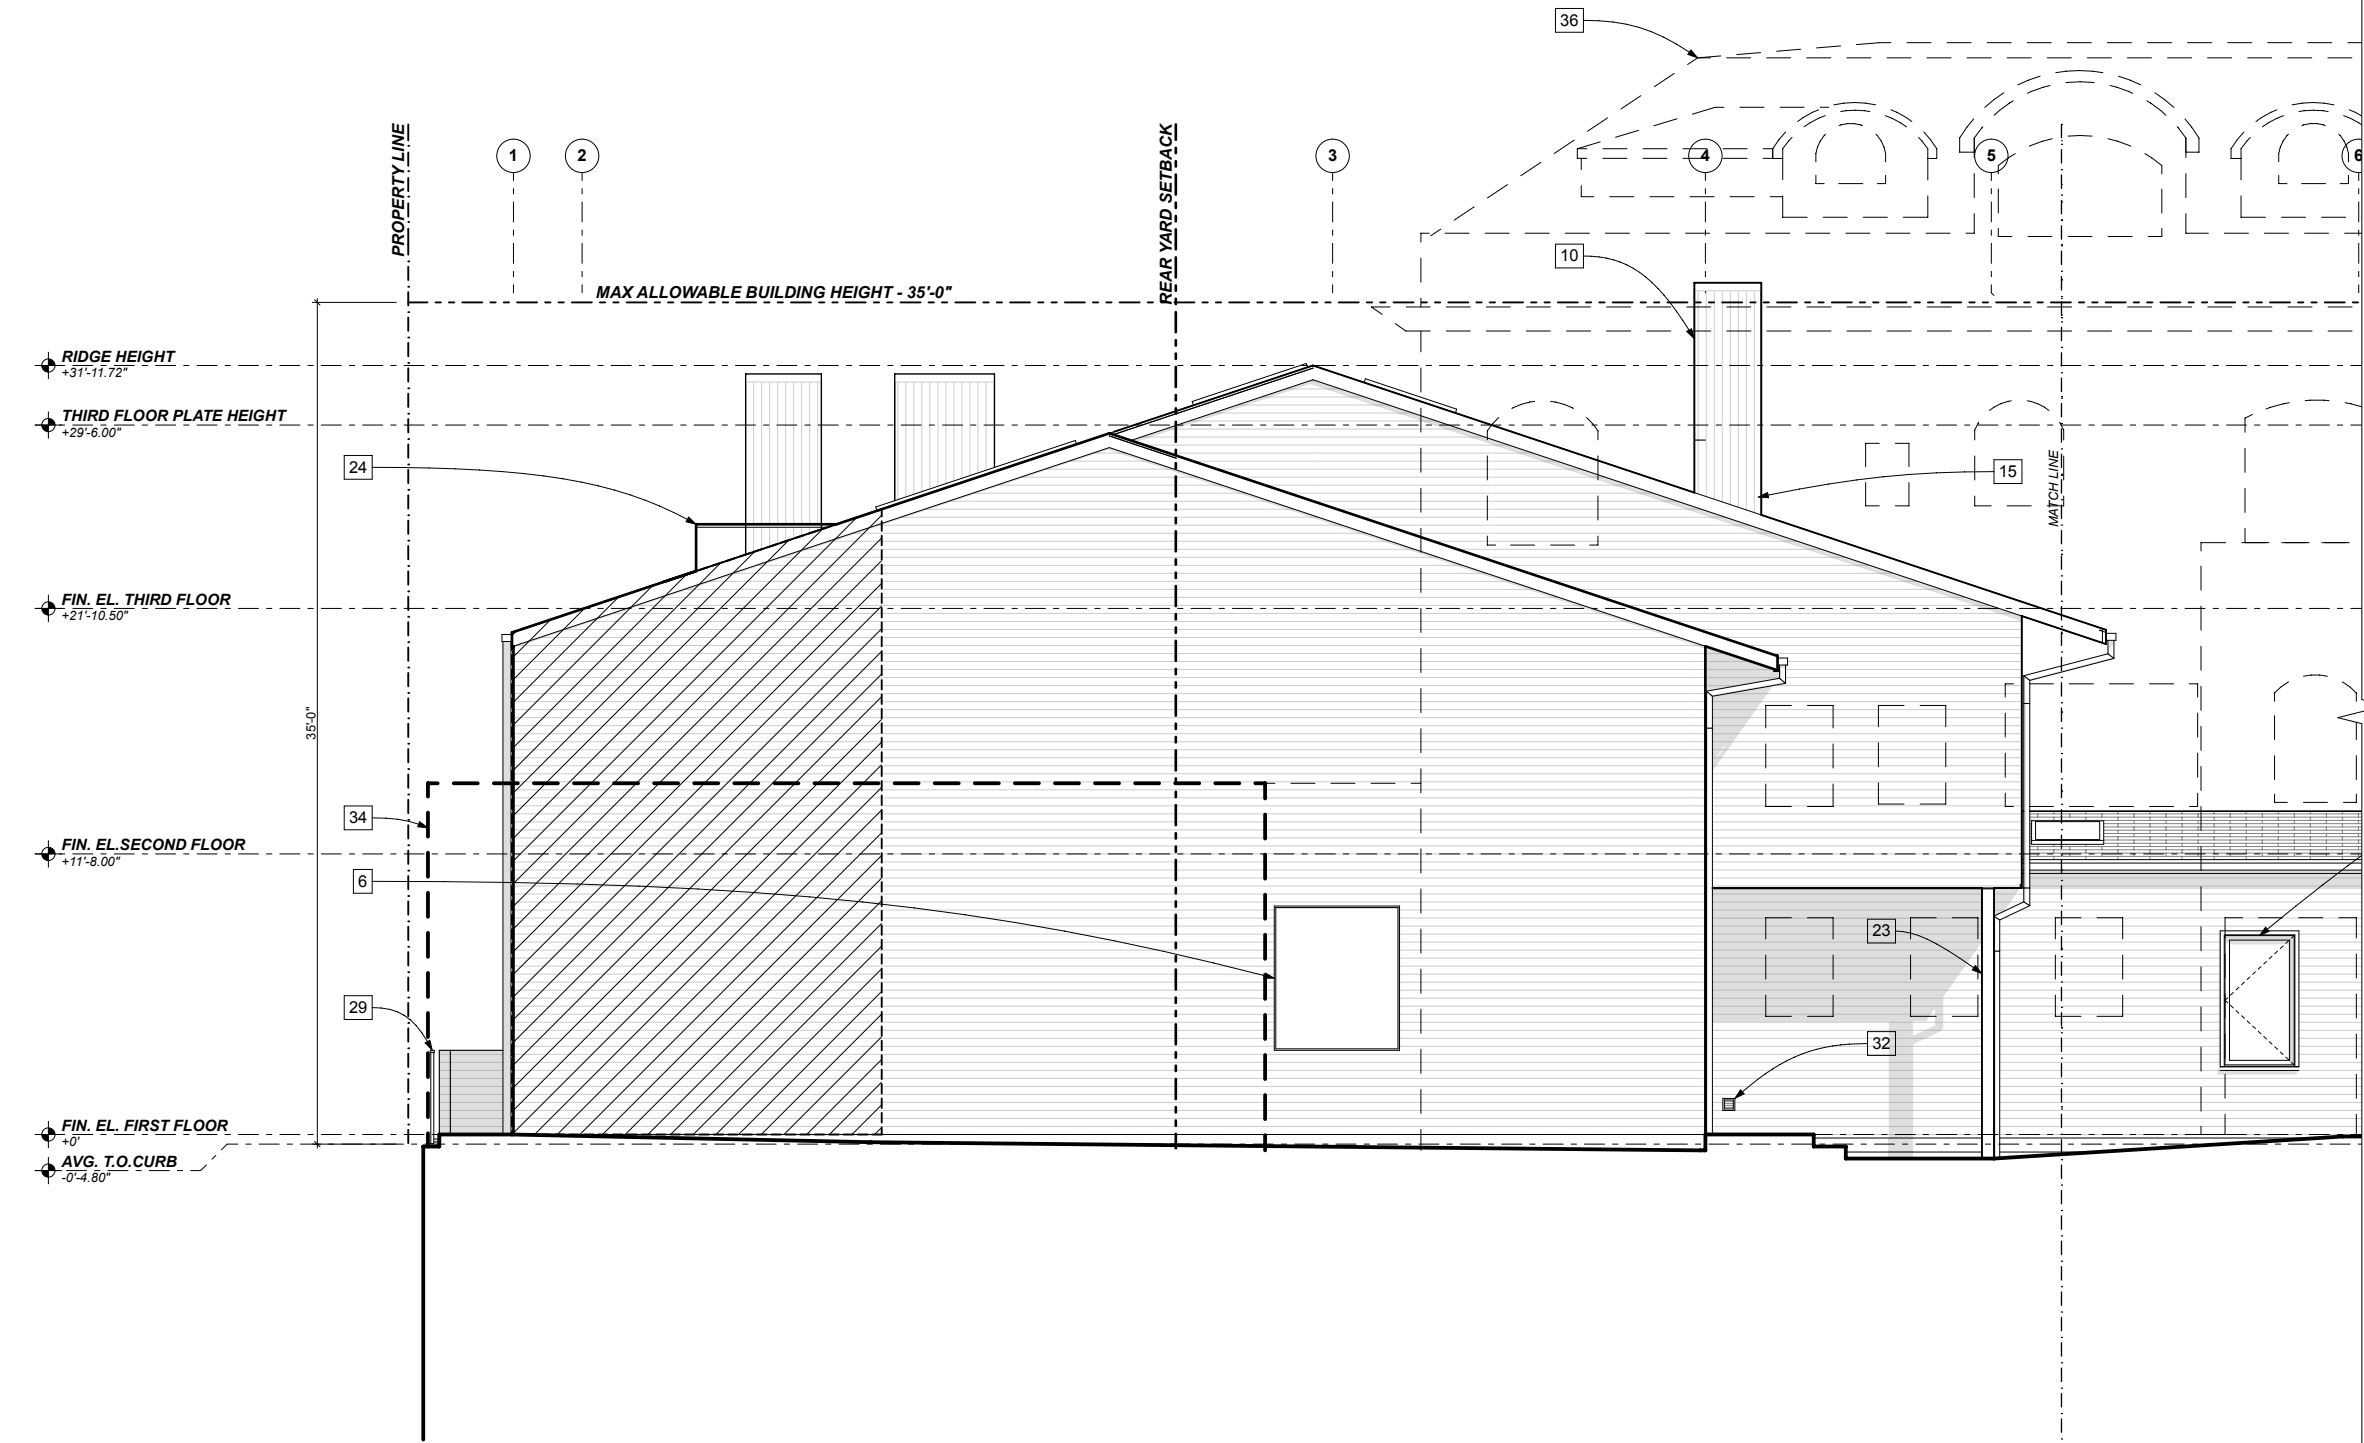 36
PROPERTY LINE
REAR YARD SETBACK
1
2
3
4
5
6
10
MAX ALLOWABLE BUILDING HEIGHT - 35'-0"
RIDGE HEIGHT
+31'-11.72"
THIRD FLOOR PLATE HEIGHT
+29'-6.00"
24
15
MATCH LINE
FIN. EL. THIRD FLOOR
+21'-10.50"
35'-0"
34
FIN. EL.SECOND FLOOR
+11'-8.00"
6
23
29
32
FIN. EL. FIRST FLOOR
+0'
AVG. T.O.CURB
-0'-4.80"